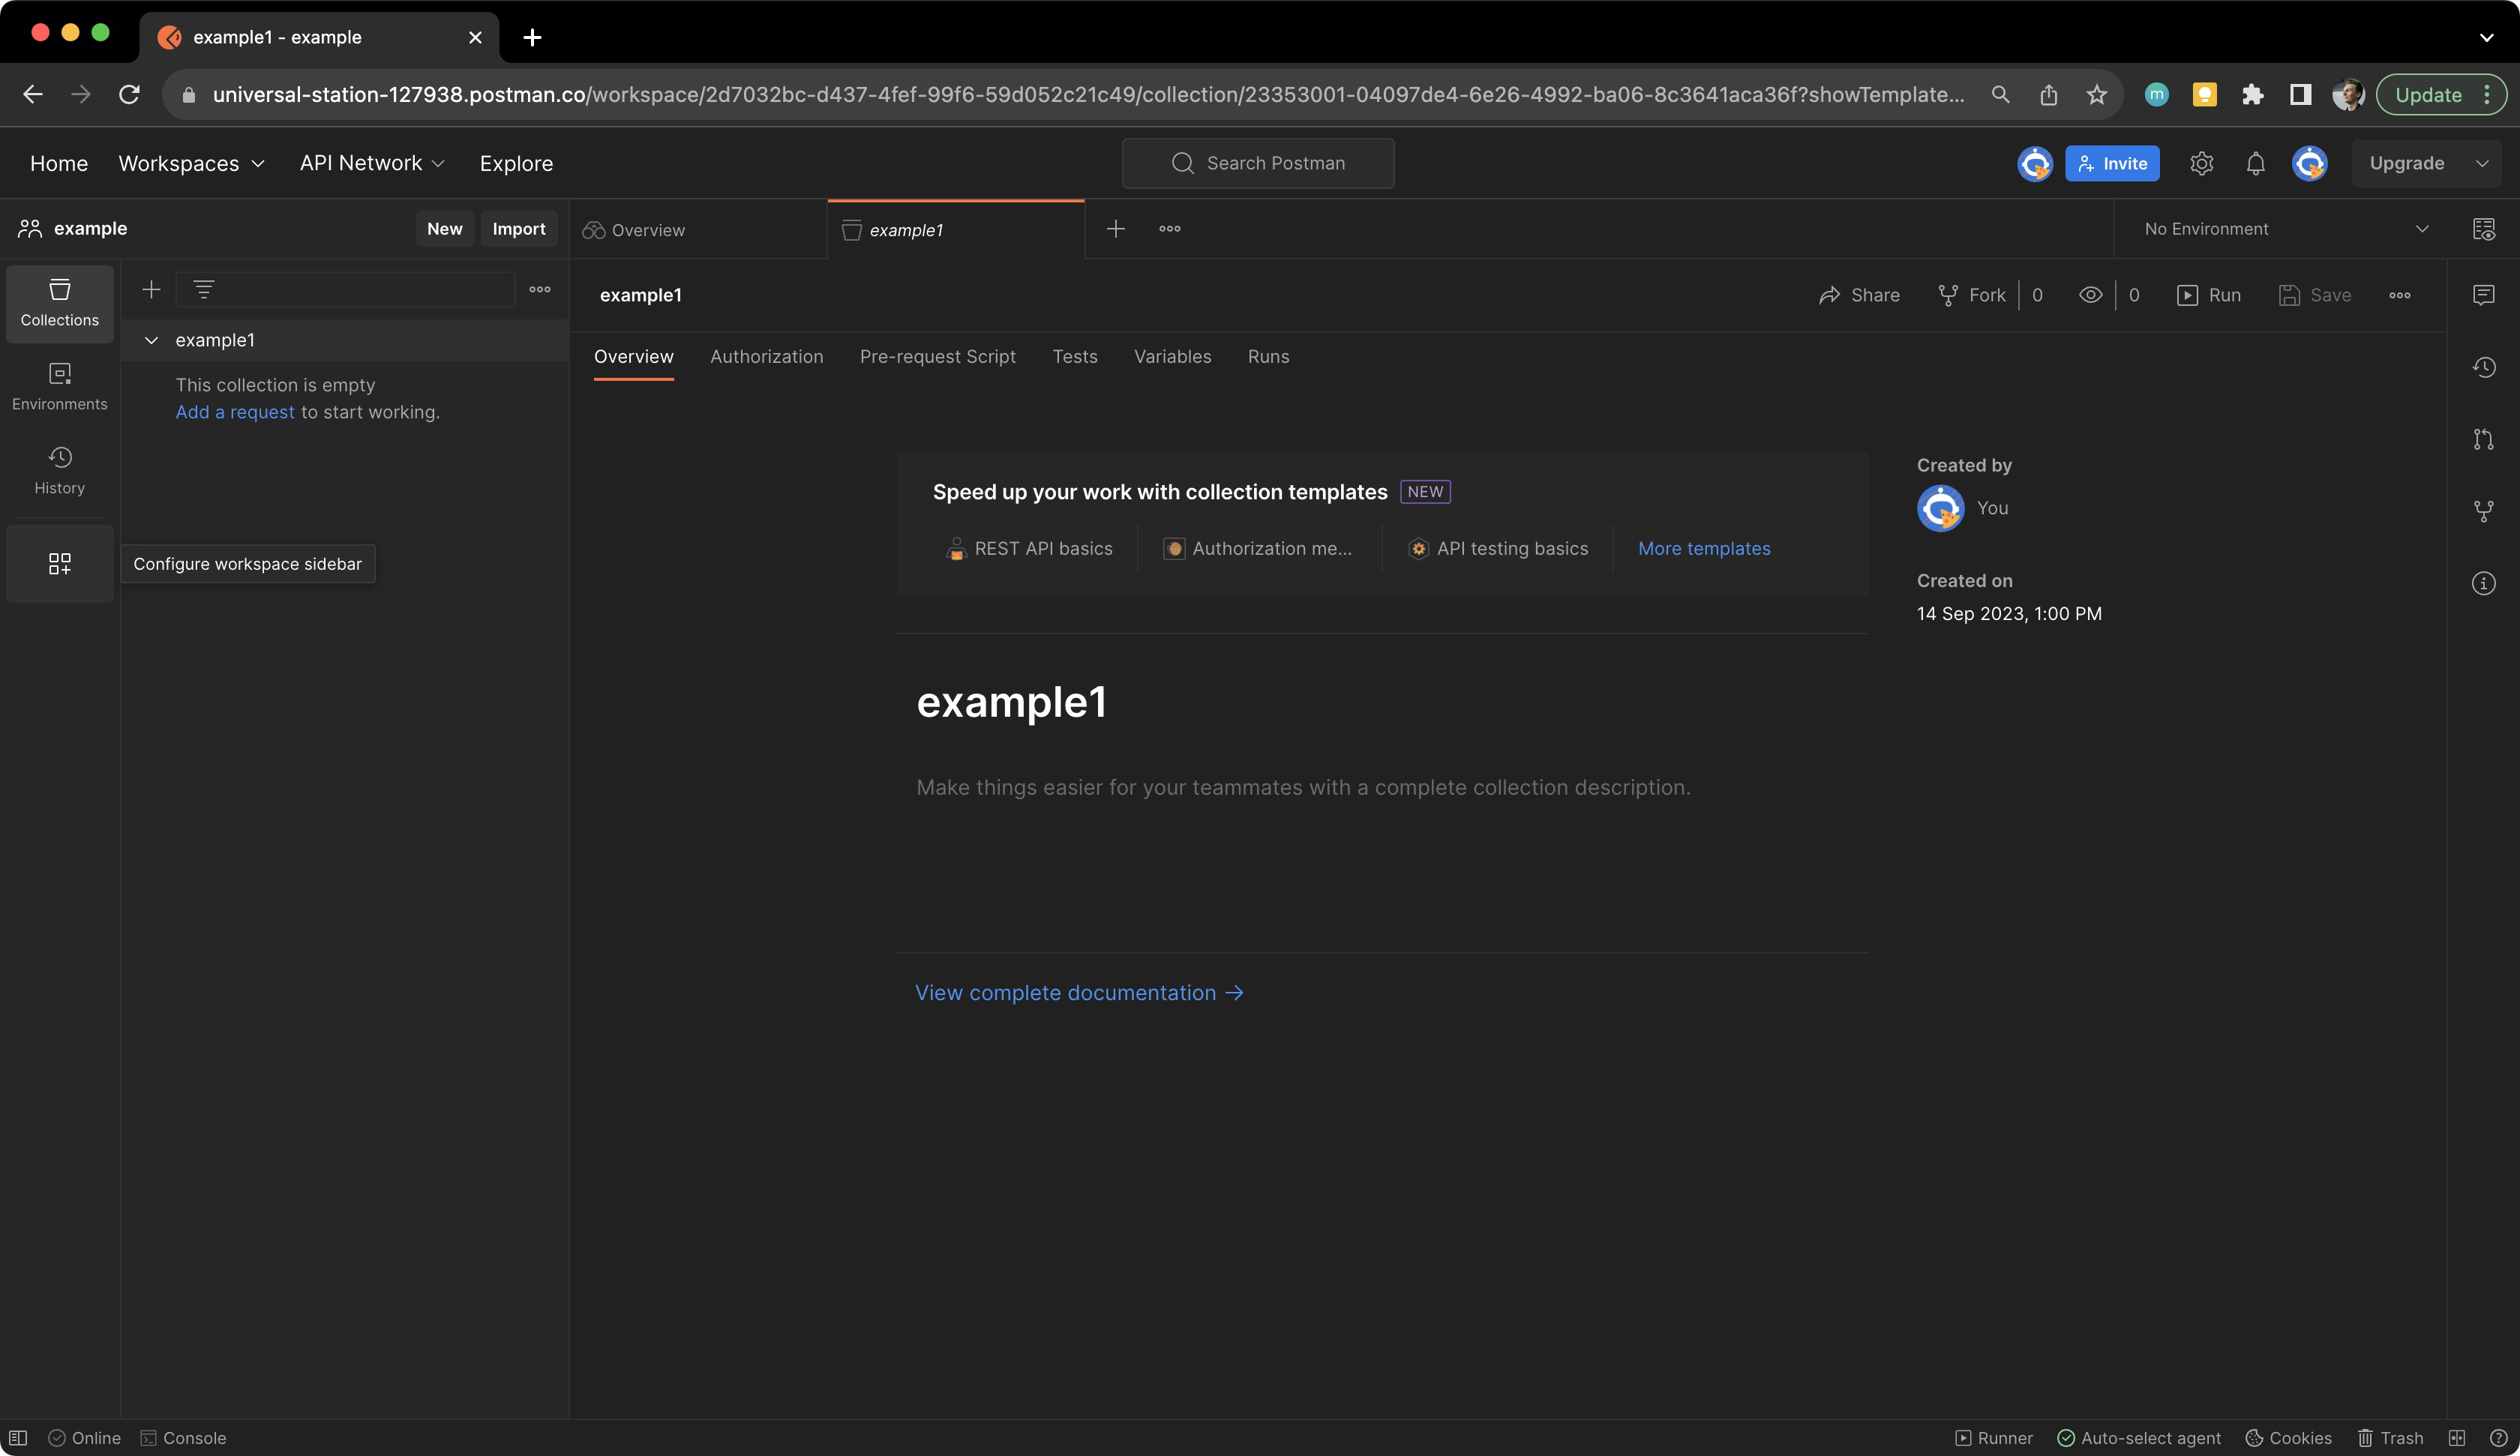 example1 - example
universal-station-127938.postman.co/workspace/2d7032bc-d437-4fef-99f6-59d052c21c49/collection/23353001-04097de4-6e26-4992-ba06-8c3641aca36f?showTemplate...
m
Update
Home Workspaces API Network Explore
Search Postman
Invite
Upgrade
example
New Import
Overview
example1
No Environment
Collections
Environments
History
example1
This collection is empty
Add a request to start working.
Configure workspace sidebar
example1
Share Fork 0 0 Run Save
Overview Authorization Pre-request Script Tests Variables Runs
Speed up your work with collection templates NEW
REST API basics Authorization me... API testing basics More templates
Created by
You
Created on
14 Sep 2023, 1:00 PM
example1
Make things easier for your teammates with a complete collection description.
View complete documentation →
Online Console
Runner Auto-select agent Cookies Trash